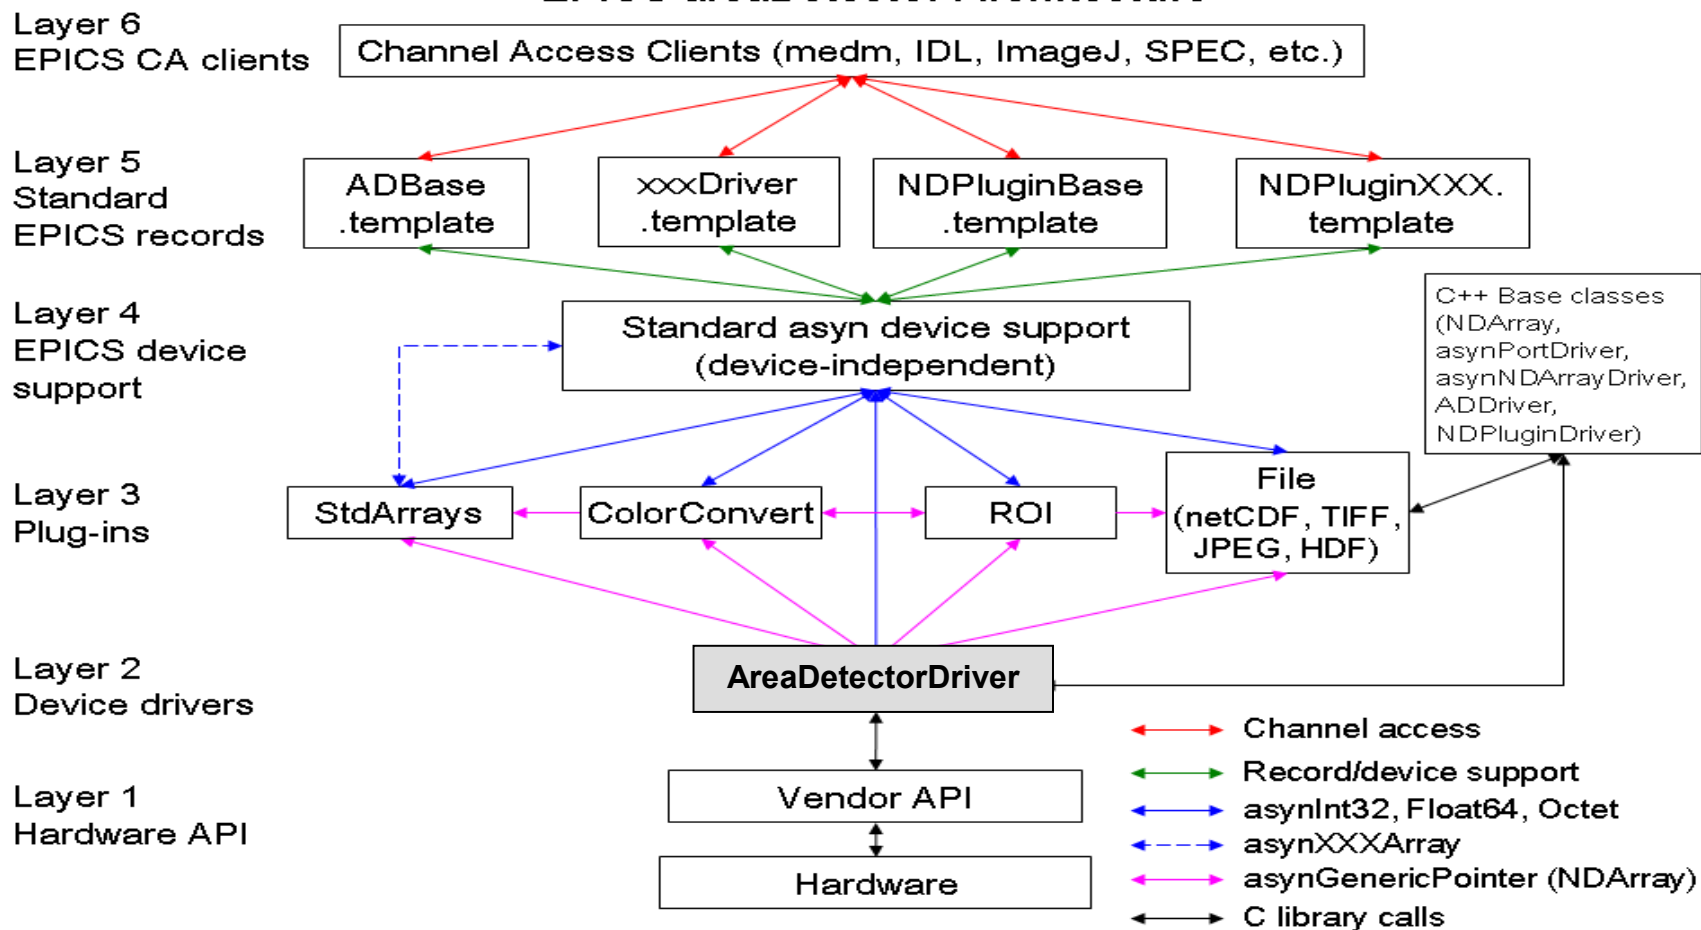 Layer 6
EPICS CA clients
Channel Access Clients (medm, IDL, ImageJ, SPEC, etc.)
Layer 5
Standard
EPICS records
ADBase
.template
xxxDriver
.template
NDPluginBase
.template
NDPluginXXX.
template
Layer 4
EPICS device
support
Standard asyn device support
(device-independent)
C++ Base classes
(NDArray,
asynPortDriver,
asynNDArrayDriver,
ADDriver,
NDPluginDriver)
Layer 3
Plug-ins
StdArrays
ColorConvert
ROI
File
(netCDF, TIFF,
JPEG, HDF)
Layer 2
Device drivers
AreaDetectorDriver
Layer 1
Hardware API
Vendor API
Hardware
Channel access
Record/device support
asynInt32, Float64, Octet
asynXXXArray
asynGenericPointer (NDArray)
C library calls